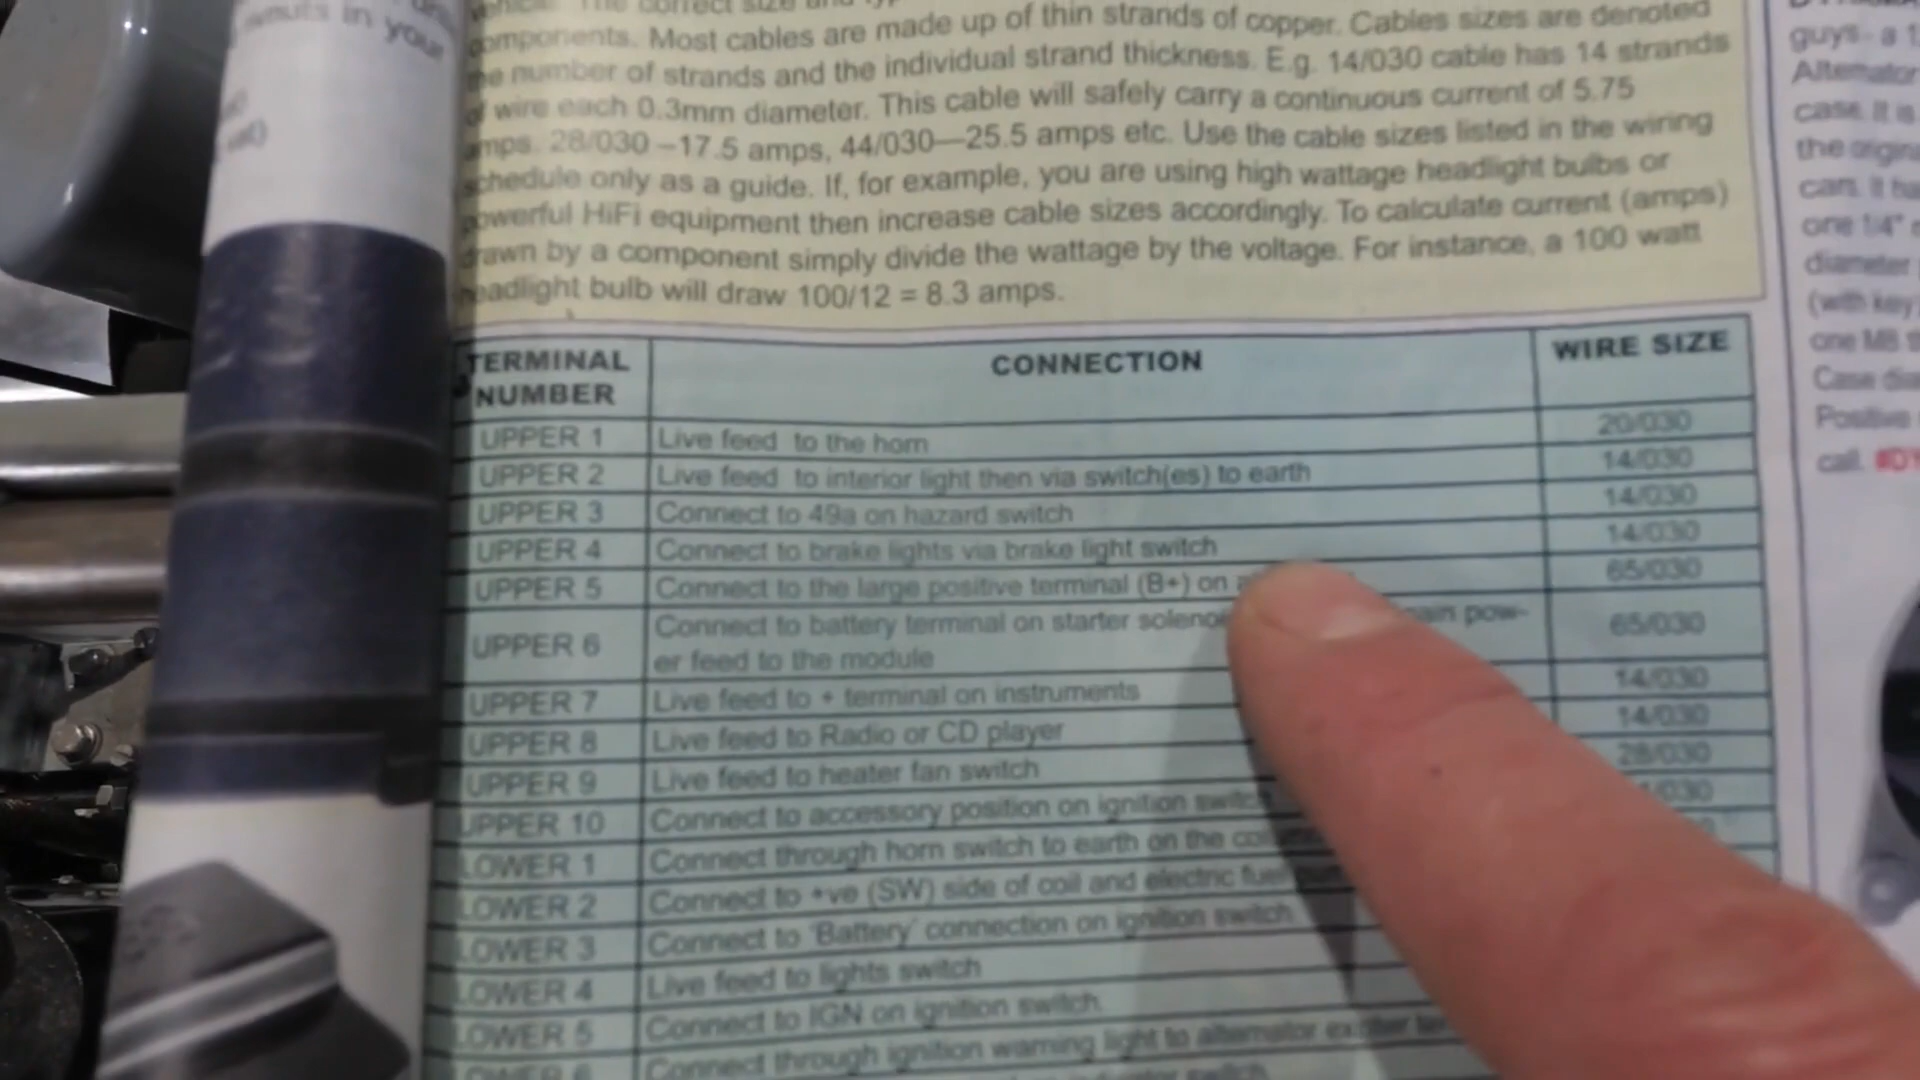 in your
components. Most cables are made up of thin strands of copper. Cables sizes are denoted
number of strands and the individual strand thickness. E.g. 14/030 cable has 14 strands
of wire each 0.3mm diameter. This cable will safely carry a continuous current of 5.75
amps. 28/030 –17.5 amps, 44/030—25.5 amps etc. Use the cable sizes listed in the wiring
schedule only as a guide. If, for example, you are using high wattage headlight bulbs or
powerful HiFi equipment then increase cable sizes accordingly. To calculate current (amps)
drawn by a component simply divide the wattage by the voltage. For instance, a 100 watt
headlight bulb will draw 100/12 = 8.3 amps.
TERMINAL NUMBER CONNECTION WIRE SIZE
UPPER 1 Live feed to the horn 20/030
UPPER 2 Live feed to interior light then via switch(es) to earth 14/030
UPPER 3 Connect to 49a on hazard switch 14/030
UPPER 4 Connect to brake lights via brake light switch 14/030
UPPER 5 Connect to the large positive terminal (B+) on 65/030
UPPER 6 Connect to battery terminal on starter pow-
er feed to the module 65/030
UPPER 7 Live feed to + terminal on instruments 14/030
UPPER 8 Live feed to Radio or CD player 14/030
UPPER 9 Live feed to heater fan switch 28/030
UPPER 10 Connect to accessory position on ignition switch
LOWER 1 Connect through horn switch to earth on the
LOWER 2 Connect to +ve (SW) side of coil and electric fuel
LOWER 3 Connect to 'Battery' connection on ignition switch
LOWER 4 Live feed to lights switch
LOWER 5 Connect to IGN on ignition switch.
LOWER 6 Connect through ignition warning light to alternator exciter
switch
guys - a
Alternator
case. It is
the
one 1/4"
diameter
(with key)
one M8
Case
Positive
call.